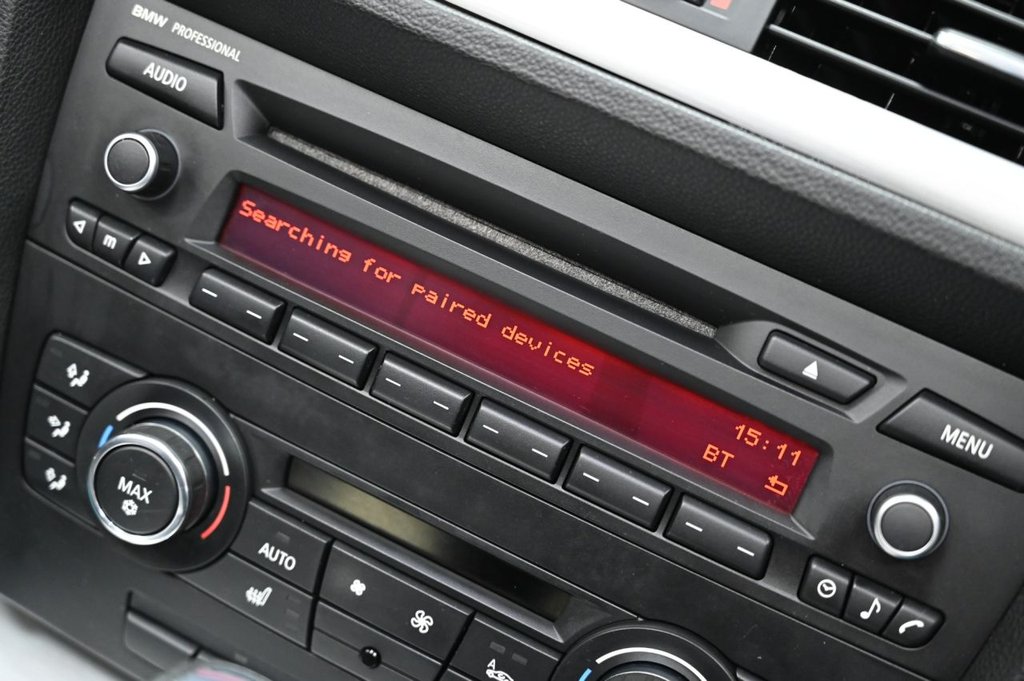 BMW PROFESSIONAL
AUDIO
Searching for paired devices
15:11
BT
m
MENU
MAX
AUTO
A